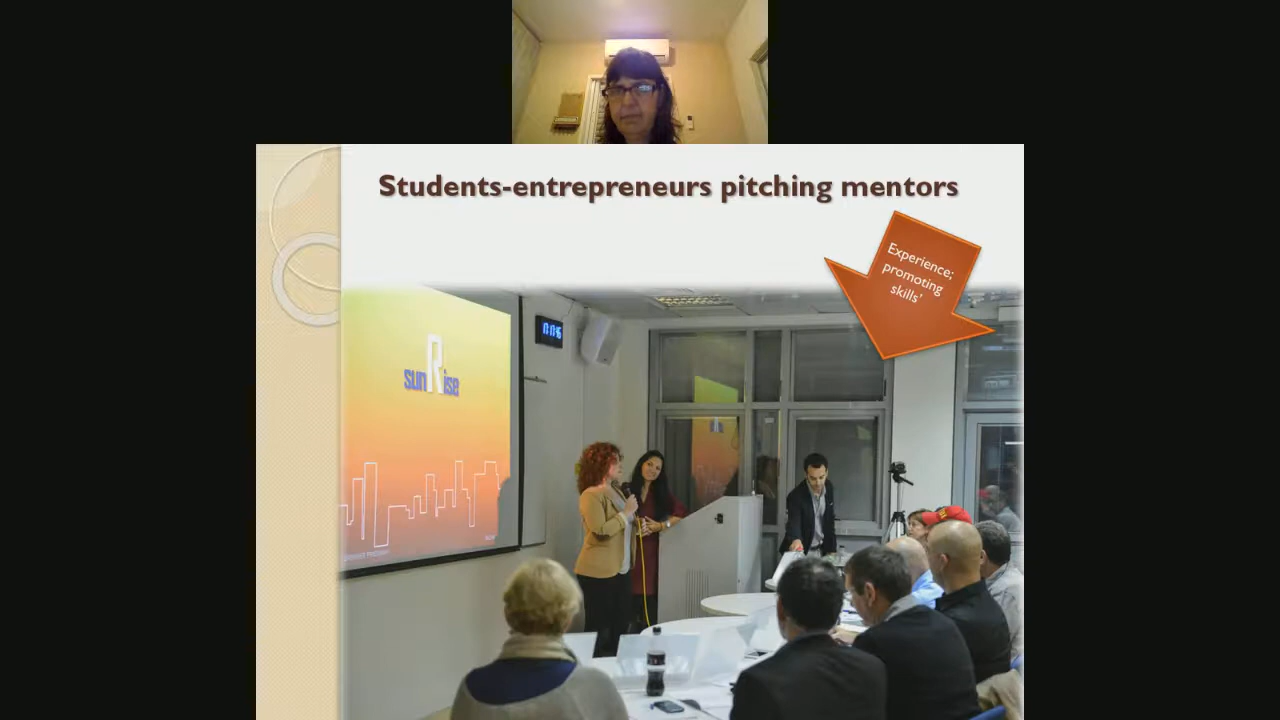 Students-entrepreneurs pitching mentors
Experience;
promoting
skills'
sunRise